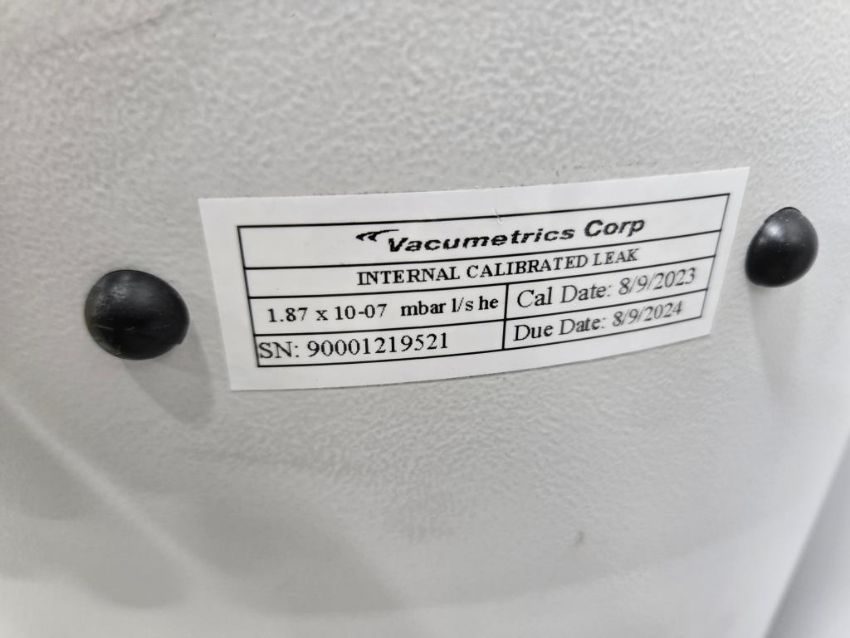 Vacumetrics Corp
INTERNAL CALIBRATED LEAK
1.87 x 10-07 mbar l/s he
Cal Date: 8/9/2023
SN: 90001219521
Due Date: 8/9/2024